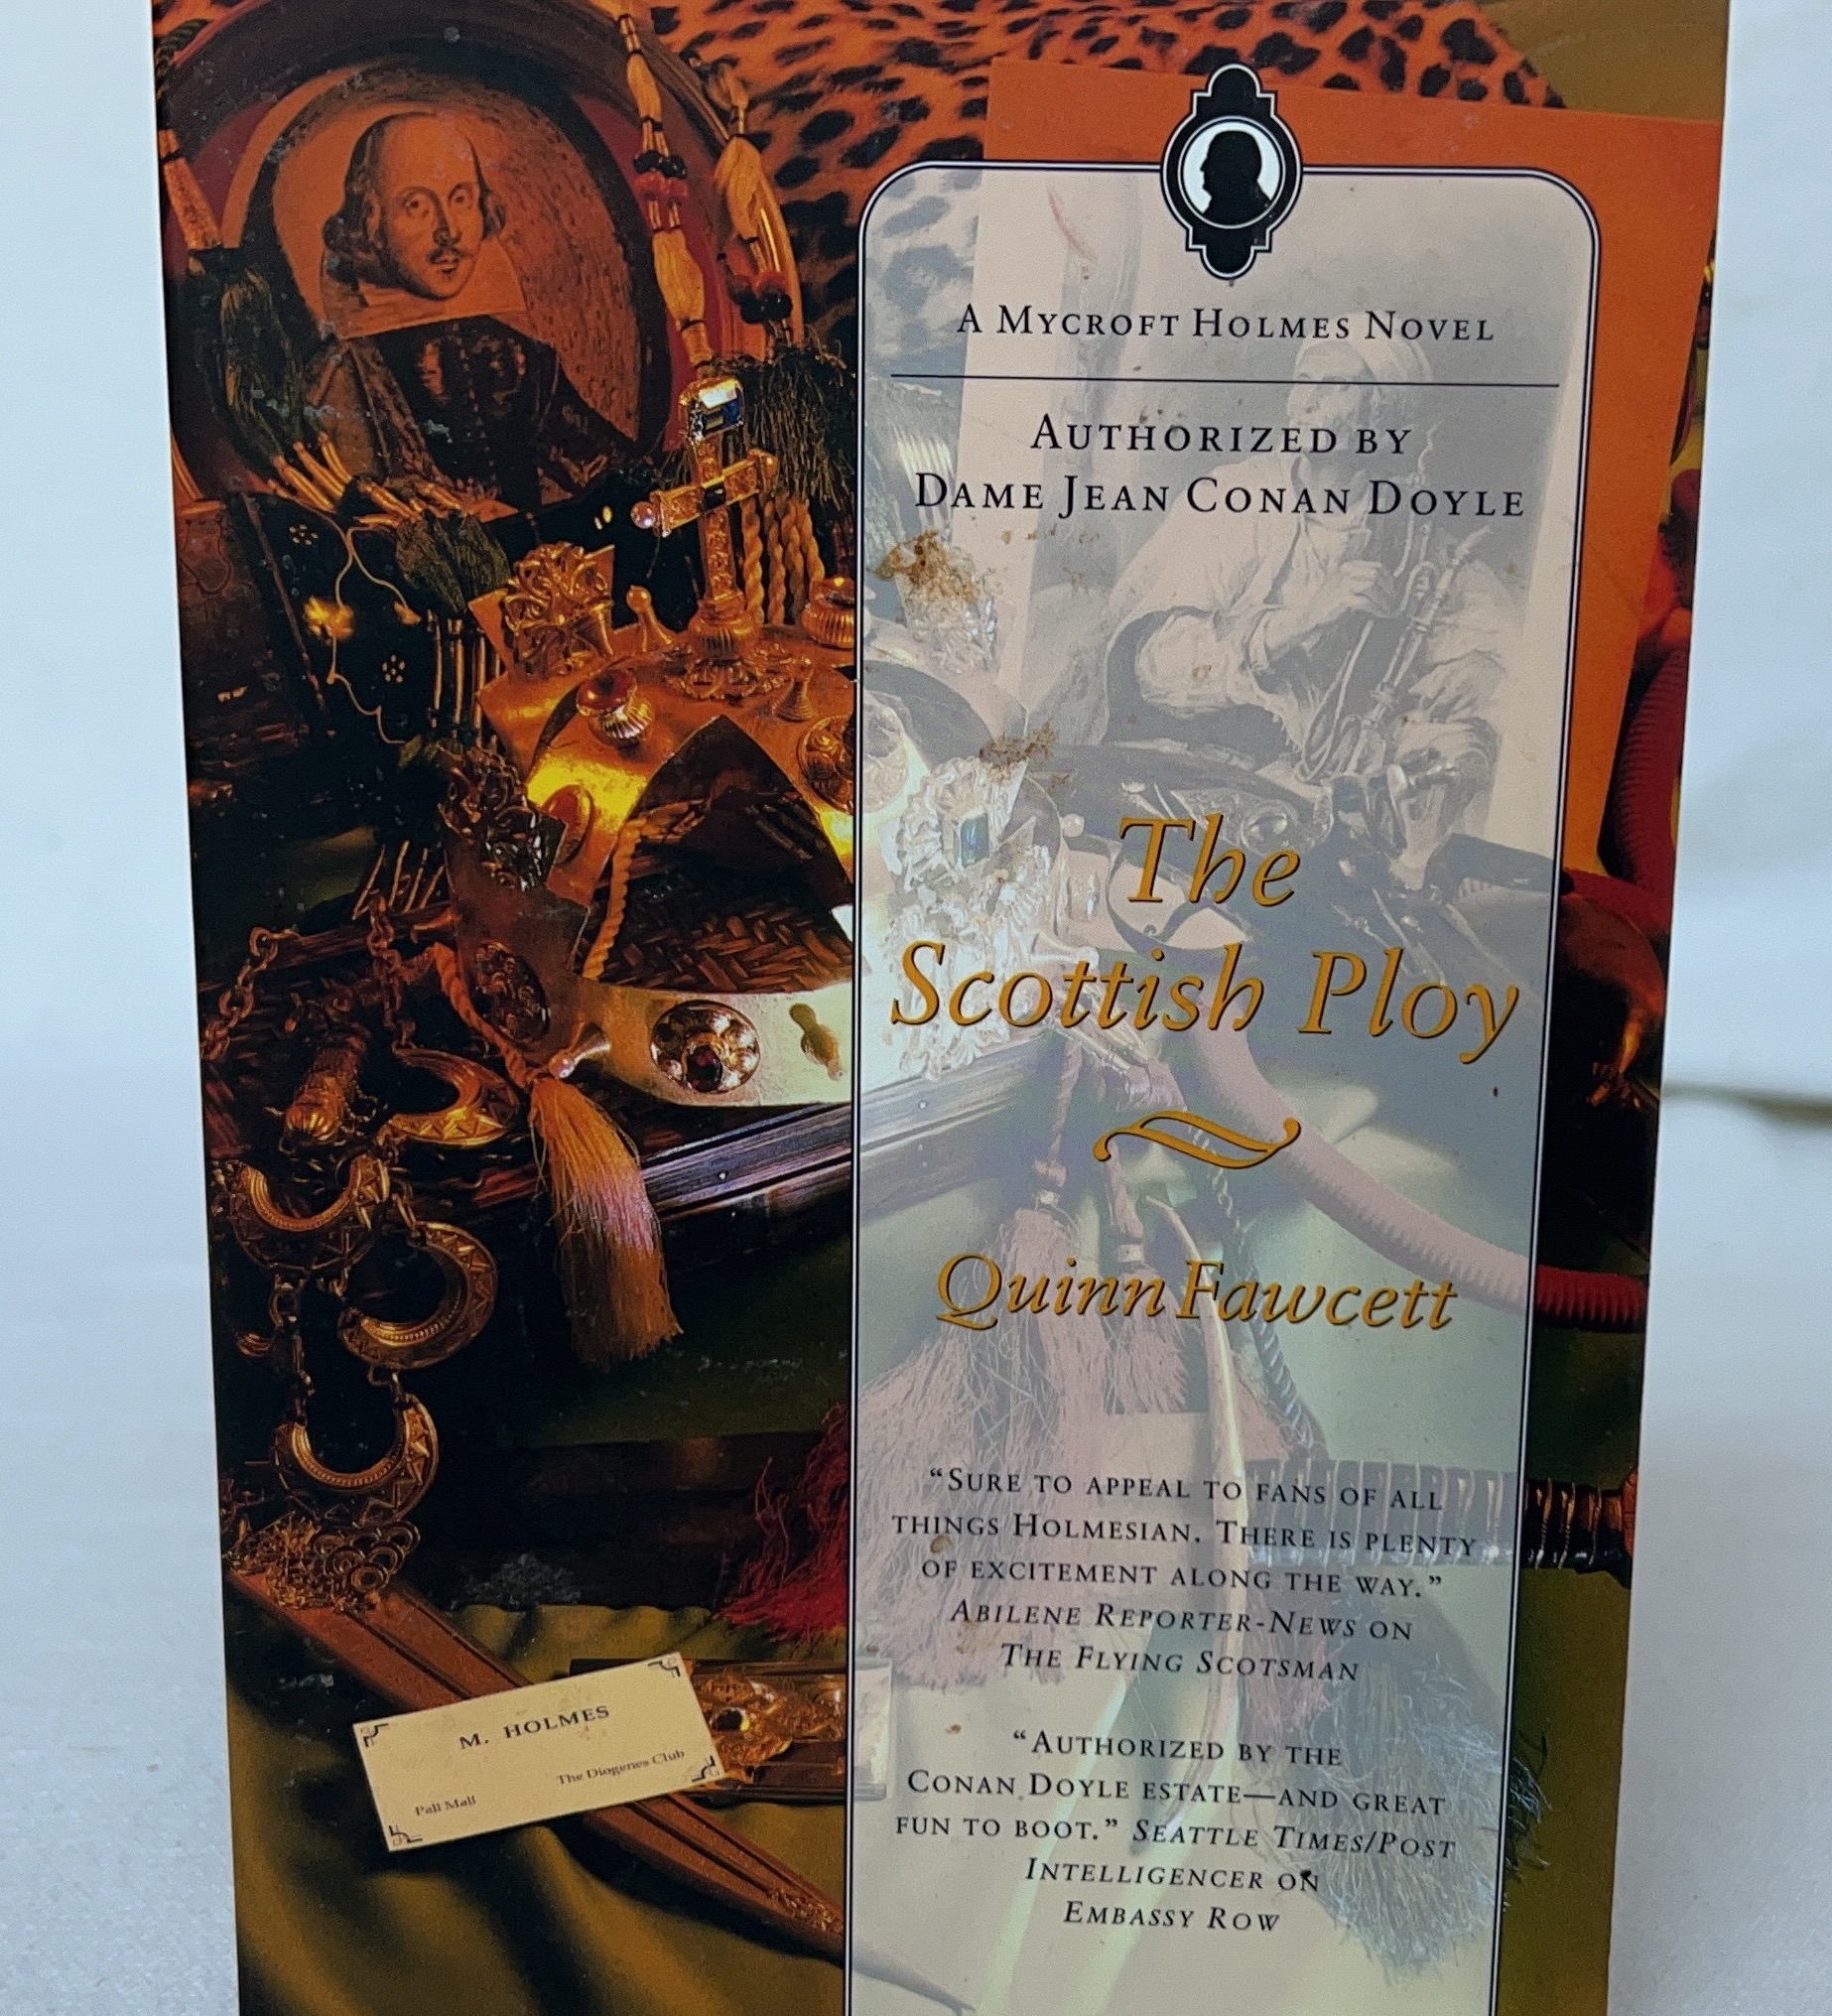 A Mycroft Holmes Novel
Authorized by
Dame Jean Conan Doyle
The
Scottish Ploy
Quinn Fawcett
“Sure to appeal to fans of all
things Holmesian. There is plenty
of excitement along the way.”
Abilene Reporter-News on
The Flying Scotsman
“Authorized by the
Conan Doyle estate—and great
fun to boot.” Seattle Times/Post
Intelligencer on
Embassy Row
M. HOLMES
The Diogenes Club
Pall Mall